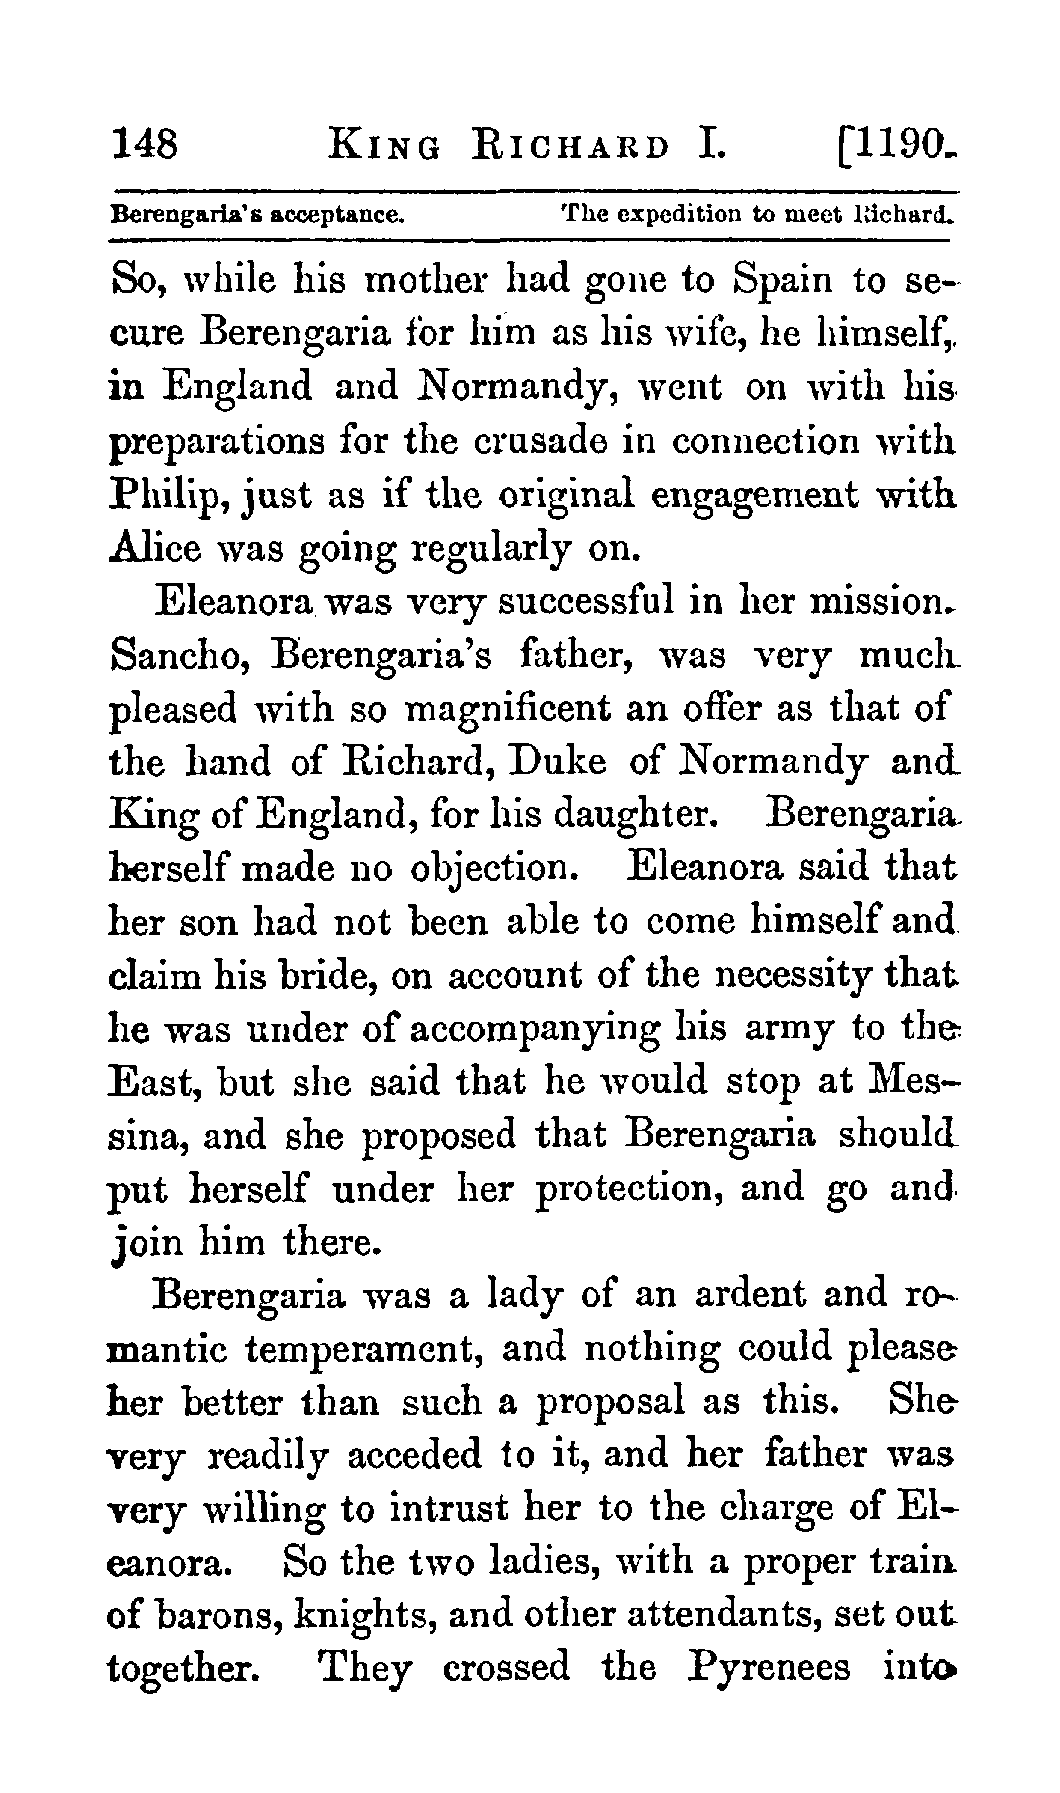 148 KING RICHARD I. [1190.
Berengaria's acceptance. The expedition to meet Richard.
So, while his mother had gone to Spain to se-
cure Berengaria for him as his wife, he himself,
in England and Normandy, went on with his
preparations for the crusade in connection with
Philip, just as if the original engagement with
Alice was going regularly on.
Eleanora was very successful in her mission.
Sancho, Berengaria's father, was very much
pleased with so magnificent an offer as that of
the hand of Richard, Duke of Normandy and
King of England, for his daughter. Berengaria
herself made no objection. Eleanora said that
her son had not been able to come himself and
claim his bride, on account of the necessity that
he was under of accompanying his army to the
East, but she said that he would stop at Mes-
sina, and she proposed that Berengaria should
put herself under her protection, and go and
join him there.
Berengaria was a lady of an ardent and ro-
mantic temperament, and nothing could please
her better than such a proposal as this. She
very readily acceded to it, and her father was
very willing to intrust her to the charge of El-
eanora. So the two ladies, with a proper train
of barons, knights, and other attendants, set out
together. They crossed the Pyrenees into